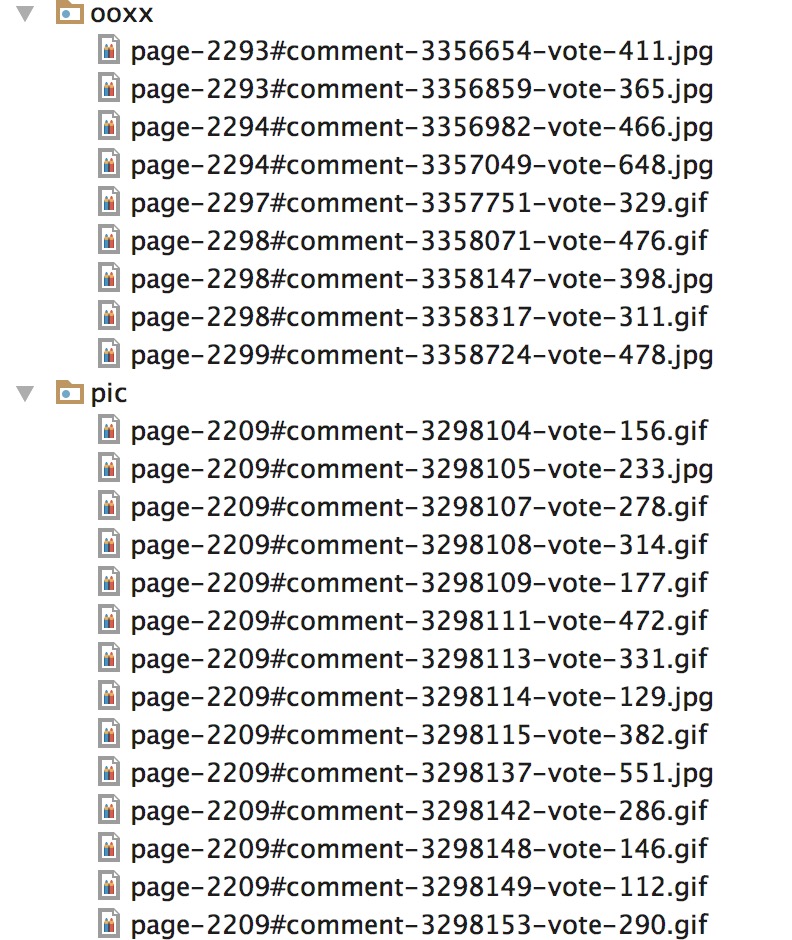 ooxx
page-2293#comment-3356654-vote-411.jpg
page-2293#comment-3356859-vote-365.jpg
page-2294#comment-3356982-vote-466.jpg
page-2294#comment-3357049-vote-648.jpg
page-2297#comment-3357751-vote-329.gif
page-2298#comment-3358071-vote-476.gif
page-2298#comment-3358147-vote-398.jpg
page-2298#comment-3358317-vote-311.gif
page-2299#comment-3358724-vote-478.jpg
pic
page-2209#comment-3298104-vote-156.gif
page-2209#comment-3298105-vote-233.jpg
page-2209#comment-3298107-vote-278.gif
page-2209#comment-3298108-vote-314.gif
page-2209#comment-3298109-vote-177.gif
page-2209#comment-3298111-vote-472.gif
page-2209#comment-3298113-vote-331.gif
page-2209#comment-3298114-vote-129.jpg
page-2209#comment-3298115-vote-382.gif
page-2209#comment-3298137-vote-551.jpg
page-2209#comment-3298142-vote-286.gif
page-2209#comment-3298148-vote-146.gif
page-2209#comment-3298149-vote-112.gif
page-2209#comment-3298153-vote-290.gif